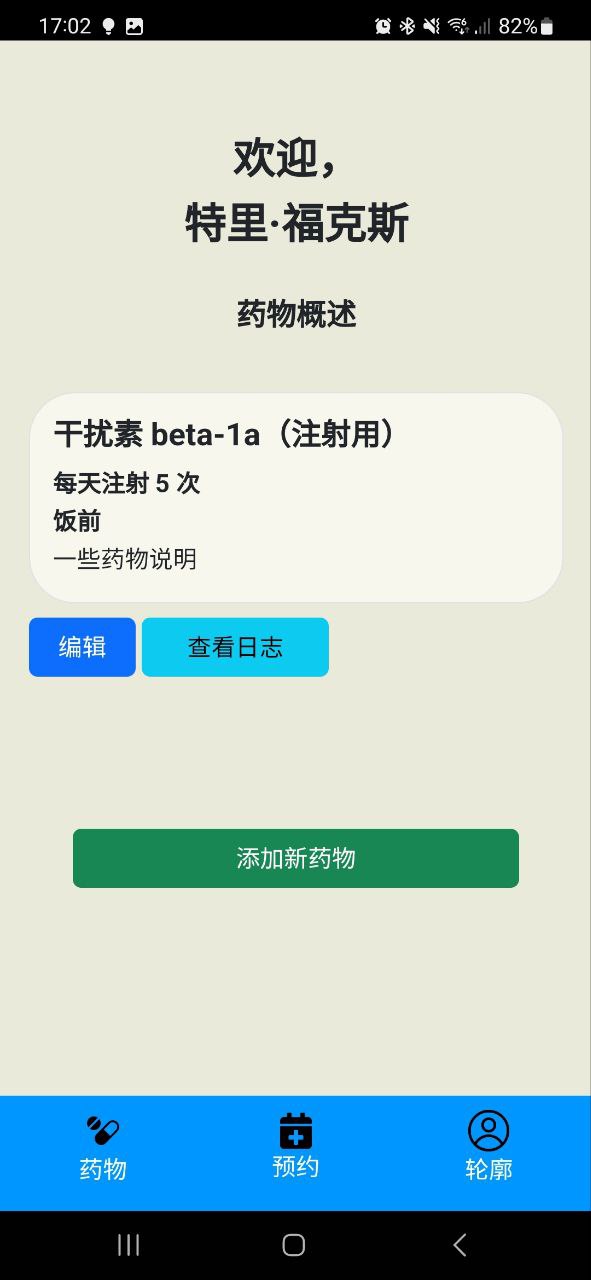 17:02
82%
欢迎，
特里·福克斯
药物概述
干扰素 beta-1a（注射用）
每天注射 5 次
饭前
一些药物说明
编辑
查看日志
添加新药物
药物
预约
轮廓